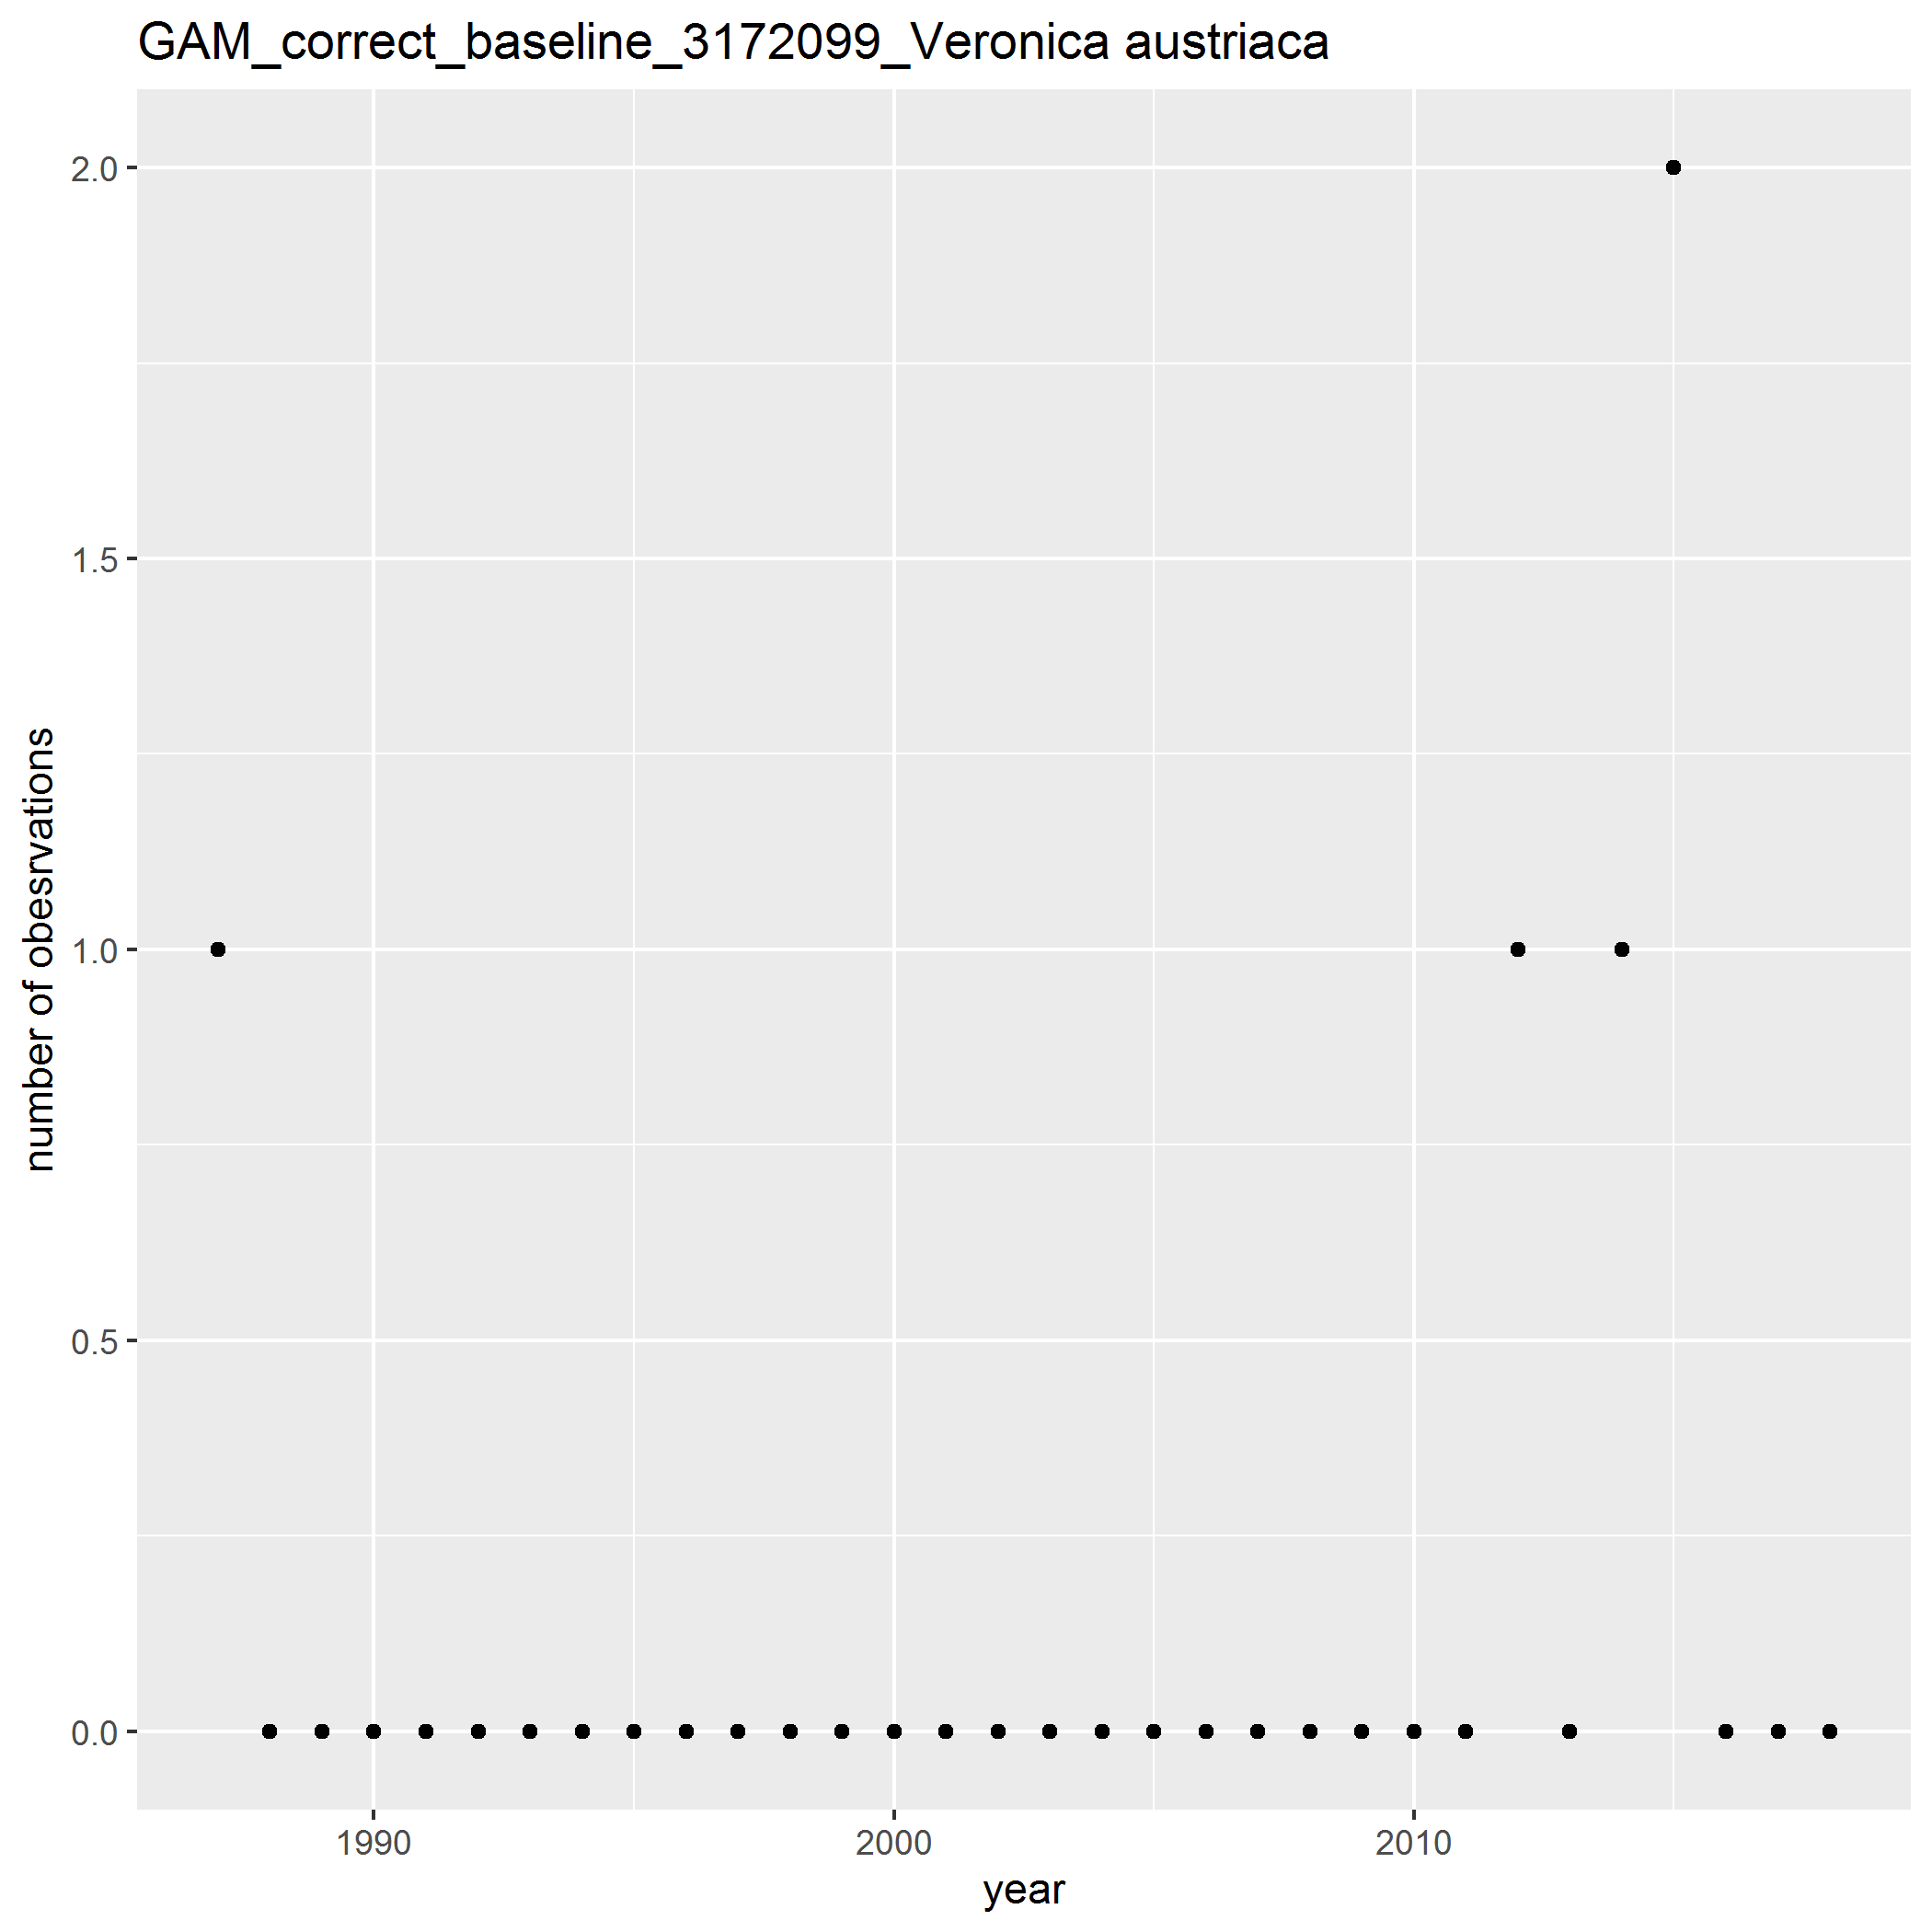 GAM_correct_baseline_3172099_Veronica austriaca
2.0
1.5
1.0
0.5
0.0
number of obesrvations
1990 2000 2010
year